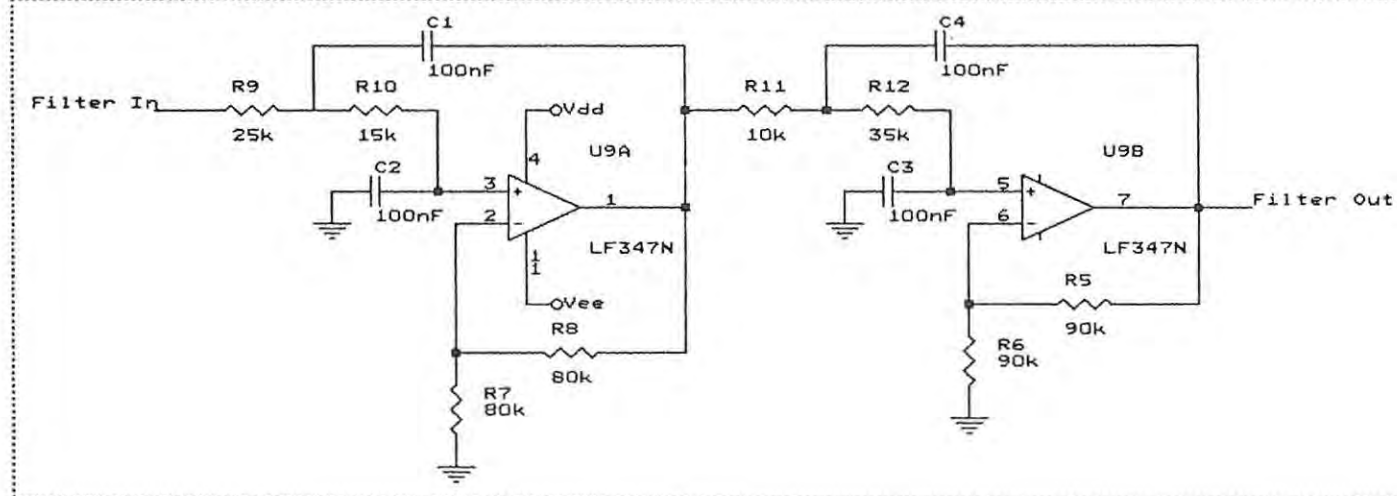 C1
100nF
C4
100nF
Filter In
R9
25k
R10
15k
Vdd
R11
10k
R12
35k
U9A
U9B
4
C2
100nF
3
2
1
C3
100nF
5
6
7
Filter Out
LF347N
LF347N
11
Vee
R8
80k
R7
80k
R5
90k
R6
90k